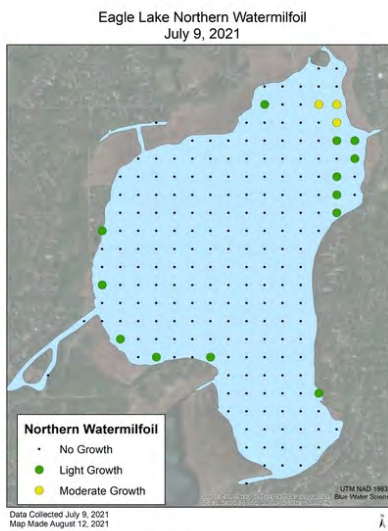 Eagle Lake Northern Watermilfoil
July 9, 2021
Northern Watermilfoil
No Growth
Light Growth
Moderate Growth
UTM NAD 1983
Blue Water Scien
Data Collected July 9, 2021
Map Made August 12, 2021